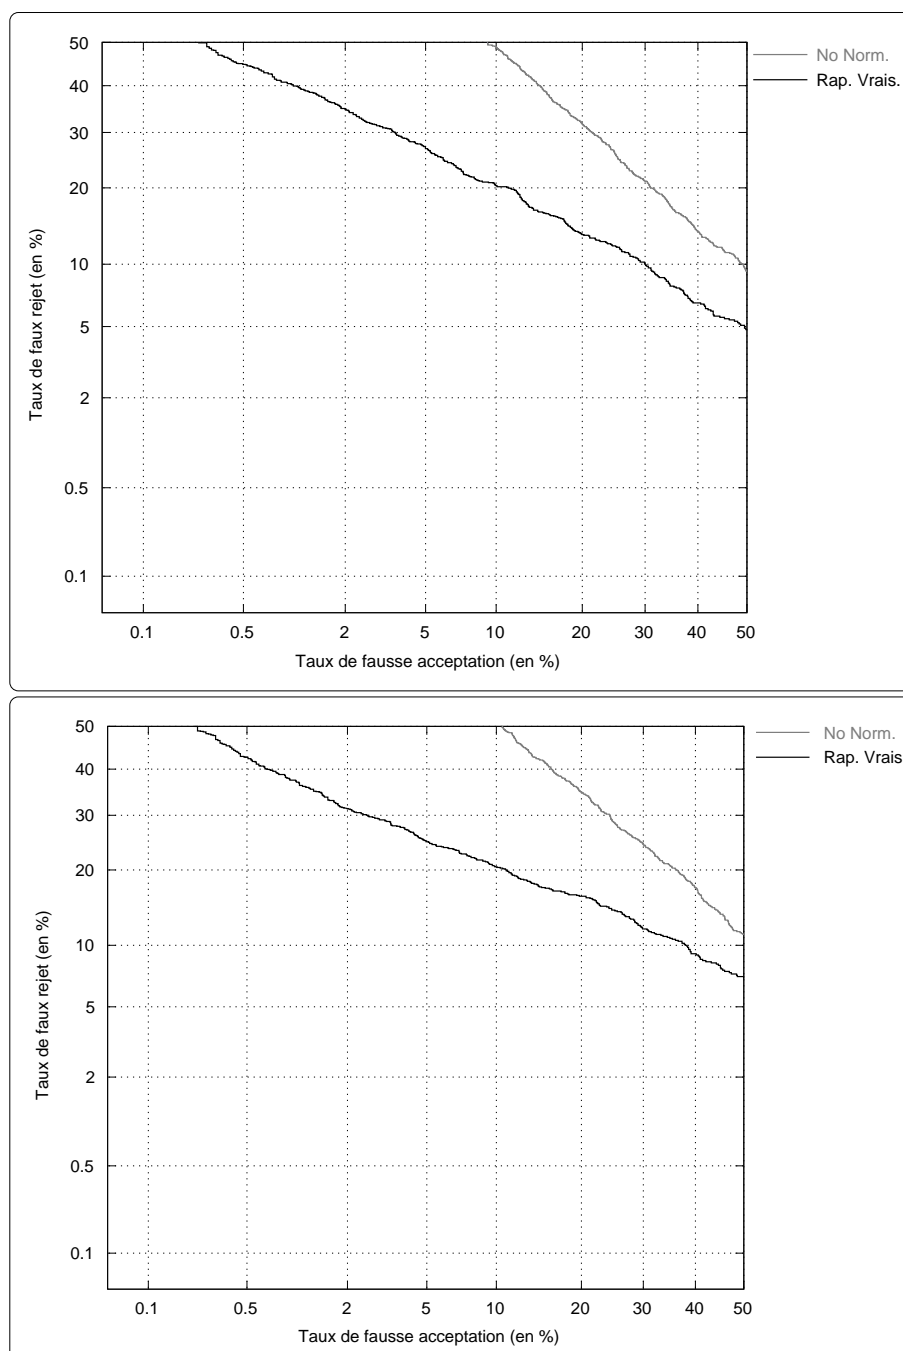 50
40
30
20
10
5
2
0.5
0.1
Taux de faux rejet (en %)
0.1 0.5 2 5 10 20 30 40 50
Taux de fausse acceptation (en %)
No Norm.
Rap. Vrais.
50
40
30
20
10
5
2
0.5
0.1
Taux de faux rejet (en %)
0.1 0.5 2 5 10 20 30 40 50
Taux de fausse acceptation (en %)
No Norm.
Rap. Vrais